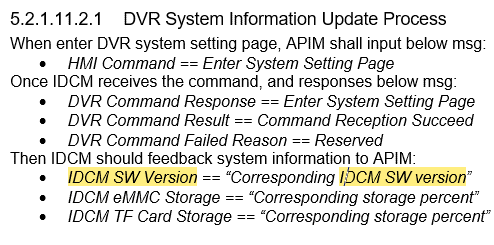 5.2.1.11.2.1 DVR System Information Update Process
When enter DVR system setting page, APIM shall input below msg:
• HMI Command == Enter System Setting Page
Once IDCM receives the command, and responses below msg:
• DVR Command Response == Enter System Setting Page
• DVR Command Result == Command Reception Succeed
• DVR Command Failed Reason == Reserved
Then IDCM should feedback system information to APIM:
• IDCM SW Version == “Corresponding IDCM SW version”
• IDCM eMMC Storage == “Corresponding storage percent”
• IDCM TF Card Storage == “Corresponding storage percent”